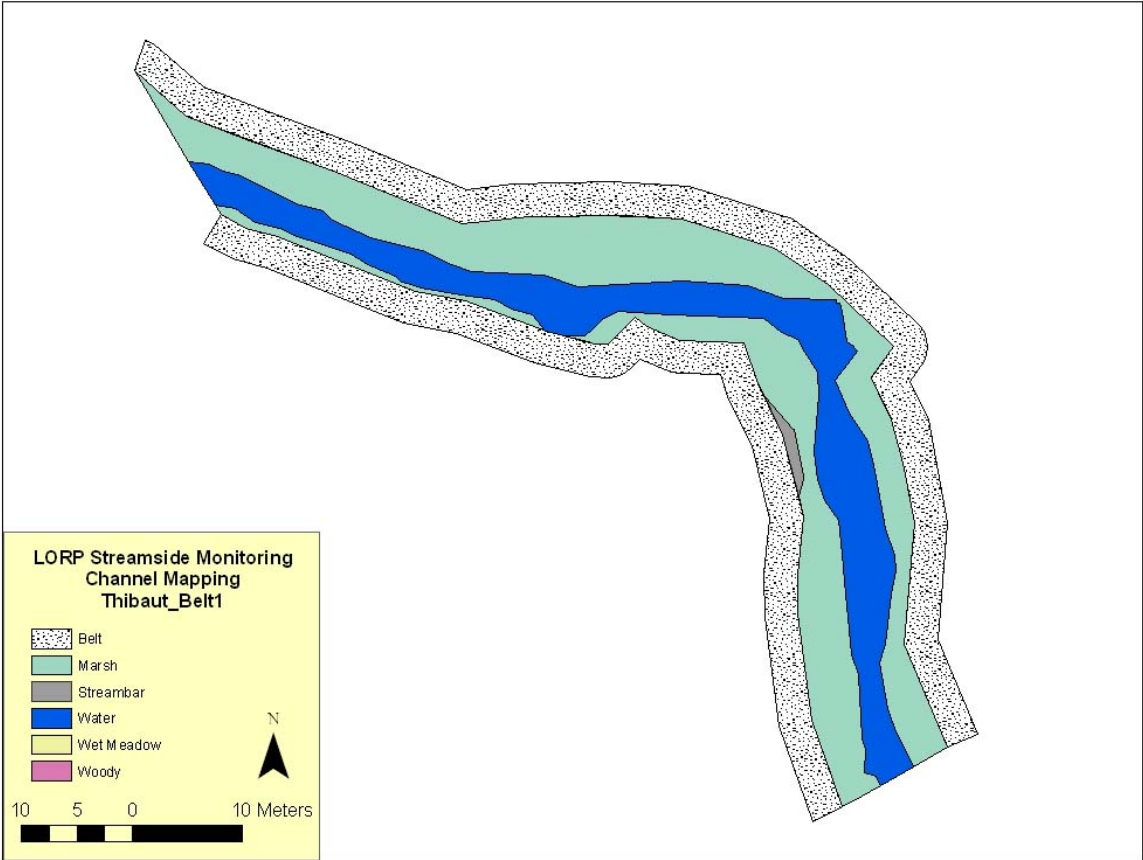 LORP Streamside Monitoring
Channel Mapping
Thibaut_Belt1
Belt
Marsh
Streambar
Water
Wet Meadow
Woody
N
10 5 0 10 Meters